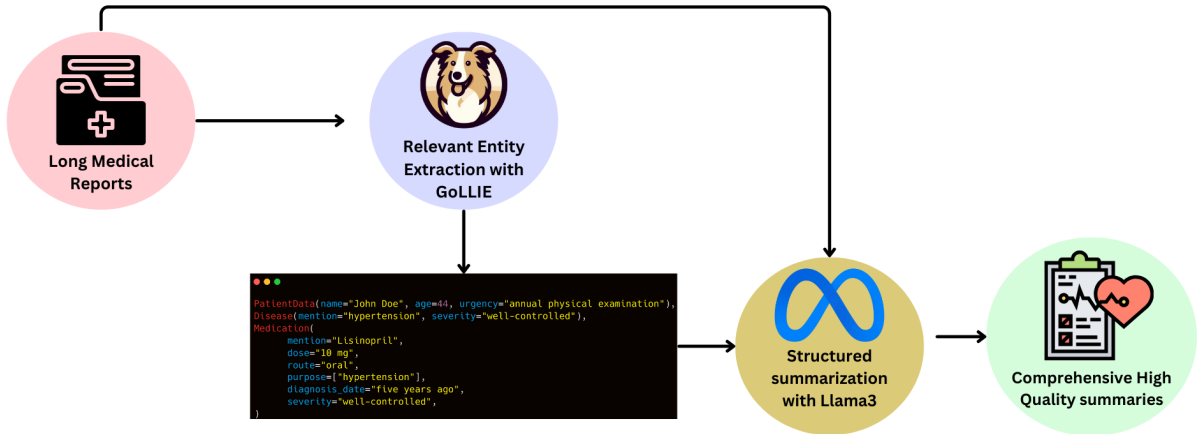 Long Medical
Reports
Relevant Entity
Extraction with
GoLLIE
PatientData(name="John Doe", age=44, urgency="annual physical examination"),
Disease(mention="hypertension", severity="well-controlled"),
Medication(
mention="Lisinopril",
dose="10 mg",
route="oral",
purpose=["hypertension"],
diagnosis_date="five years ago",
severity="well-controlled",
)
Structured
summarization
with Llama3
Comprehensive High
Quality summaries